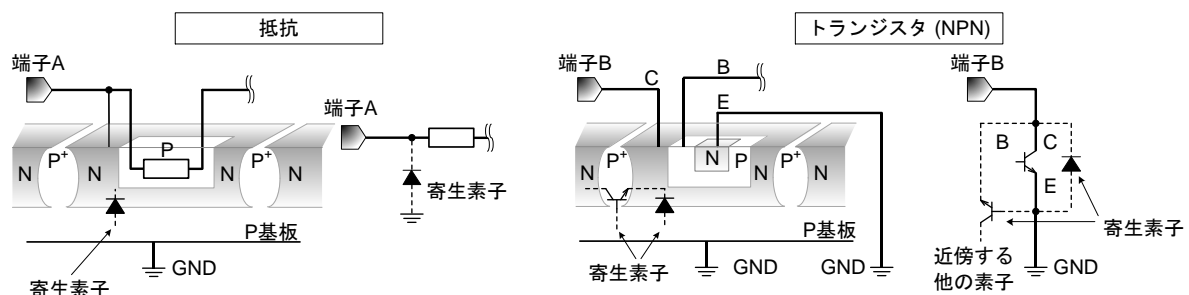 抵抗
端子A
P
N
P+
N
N
P+
N
P基板
GND
寄生素子
端子A
寄生素子
トランジスタ (NPN)
端子B
C
B
E
N
P+
N
N
P
N
P+
N
P基板
寄生素子
GND
GND
端子B
B
C
E
寄生素子
近傍する
他の素子
GND